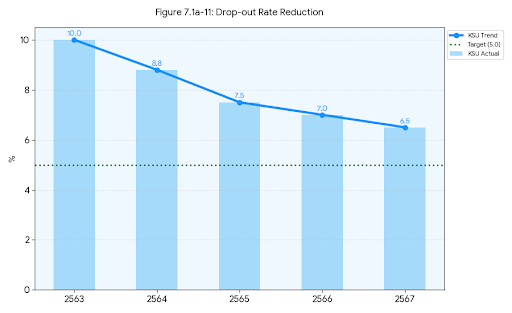 Figure 7.1a-11: Drop-out Rate Reduction
KSU Trend
Target (5.0)
KSU Actual
10.0
8.8
7.5
7.0
6.5
%
10
8
6
4
2
0
2563 2564 2565 2566 2567